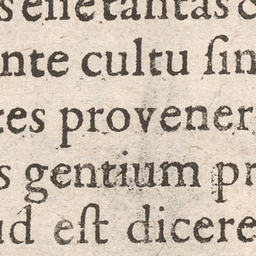 s esse tantas &
nte cultu ſin
tes provener
s gentium pr
ud eſt dicere